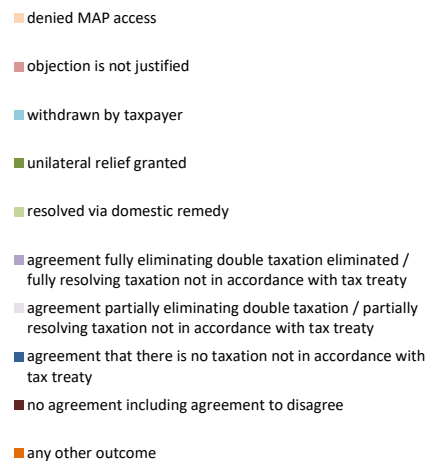 denied MAP access
objection is not justified
withdrawn by taxpayer
unilateral relief granted
resolved via domestic remedy
agreement fully eliminating double taxation eliminated /
fully resolving taxation not in accordance with tax treaty
agreement partially eliminating double taxation / partially
resolving taxation not in accordance with tax treaty
agreement that there is no taxation not in accordance with
tax treaty
no agreement including agreement to disagree
any other outcome